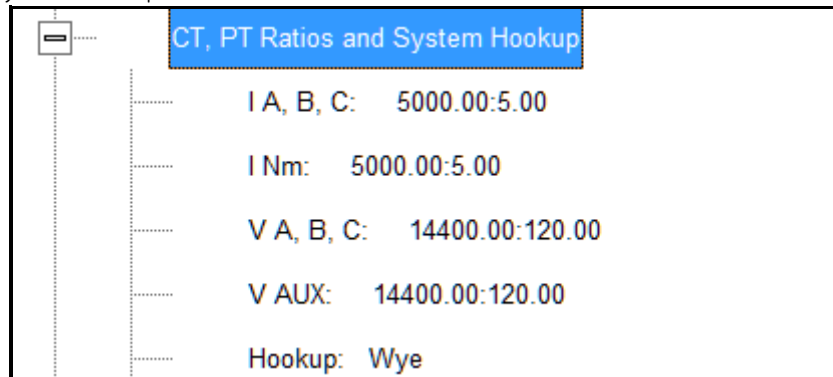 CT, PT Ratios and System Hookup
I A, B, C: 5000.00:5.00
I Nm: 5000.00:5.00
V A, B, C: 14400.00:120.00
V AUX: 14400.00:120.00
Hookup: Wye